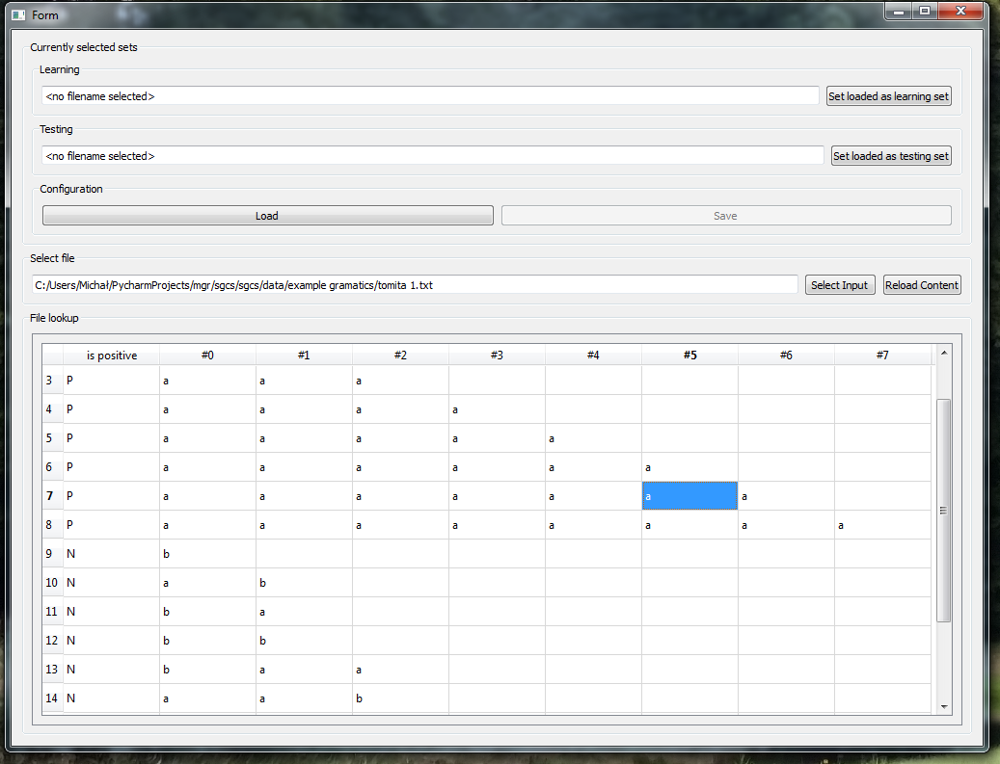 Form
Currently selected sets
Learning
<no filename selected> Set loaded as learning set
Testing
<no filename selected> Set loaded as testing set
Configuration
Load Save
Select file
C:/Users/Michał/PycharmProjects/mgr/sgcs/sgcs/data/example gramatics/tomita 1.txt Select Input Reload Content
File lookup
is positive #0 #1 #2 #3 #4 #5 #6 #7
3 P a a a
4 P a a a a
5 P a a a a a
6 P a a a a a a
7 P a a a a a a a
8 P a a a a a a a a
9 N b
10 N a b
11 N b a
12 N b b
13 N b a a
14 N a a b